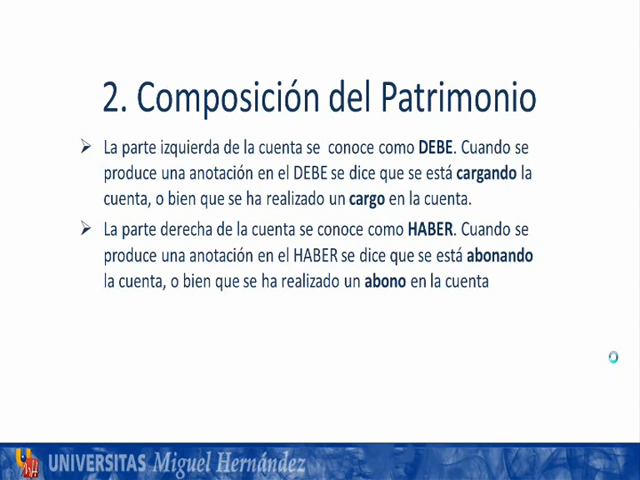 2. Composición del Patrimonio
La parte izquierda de la cuenta se conoce como DEBE. Cuando se
produce una anotación en el DEBE se dice que se está cargando la
cuenta, o bien que se ha realizado un cargo en la cuenta.
La parte derecha de la cuenta se conoce como HABER. Cuando se
produce una anotación en el HABER se dice que se está abonando
la cuenta, o bien que se ha realizado un abono en la cuenta
UNIVERSITAS Miguel Hernández